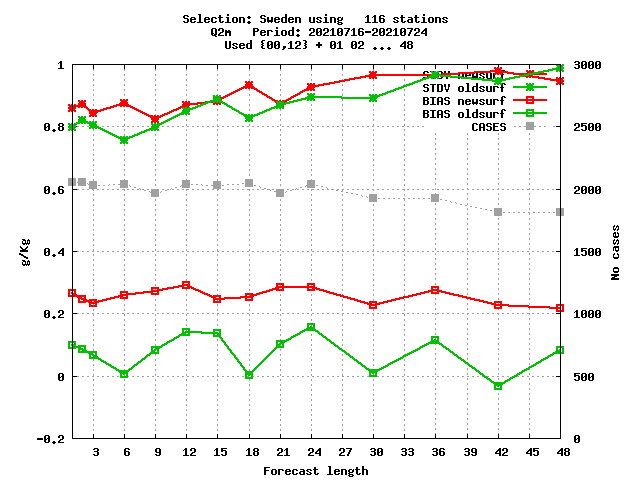 Selection: Sweden using   116 stations
Q2m   Period: 20210716-20210724
Used {00,12} + 01 02 ... 48
1
0.8
0.6
0.4
0.2
0
-0.2
g/Kg
3000
2500
2000
1500
1000
500
0
No cases
STDV newsurf
STDV oldsurf
BIAS newsurf
BIAS oldsurf
CASES
3 6 9 12 15 18 21 24 27 30 33 36 39 42 45 48
Forecast length